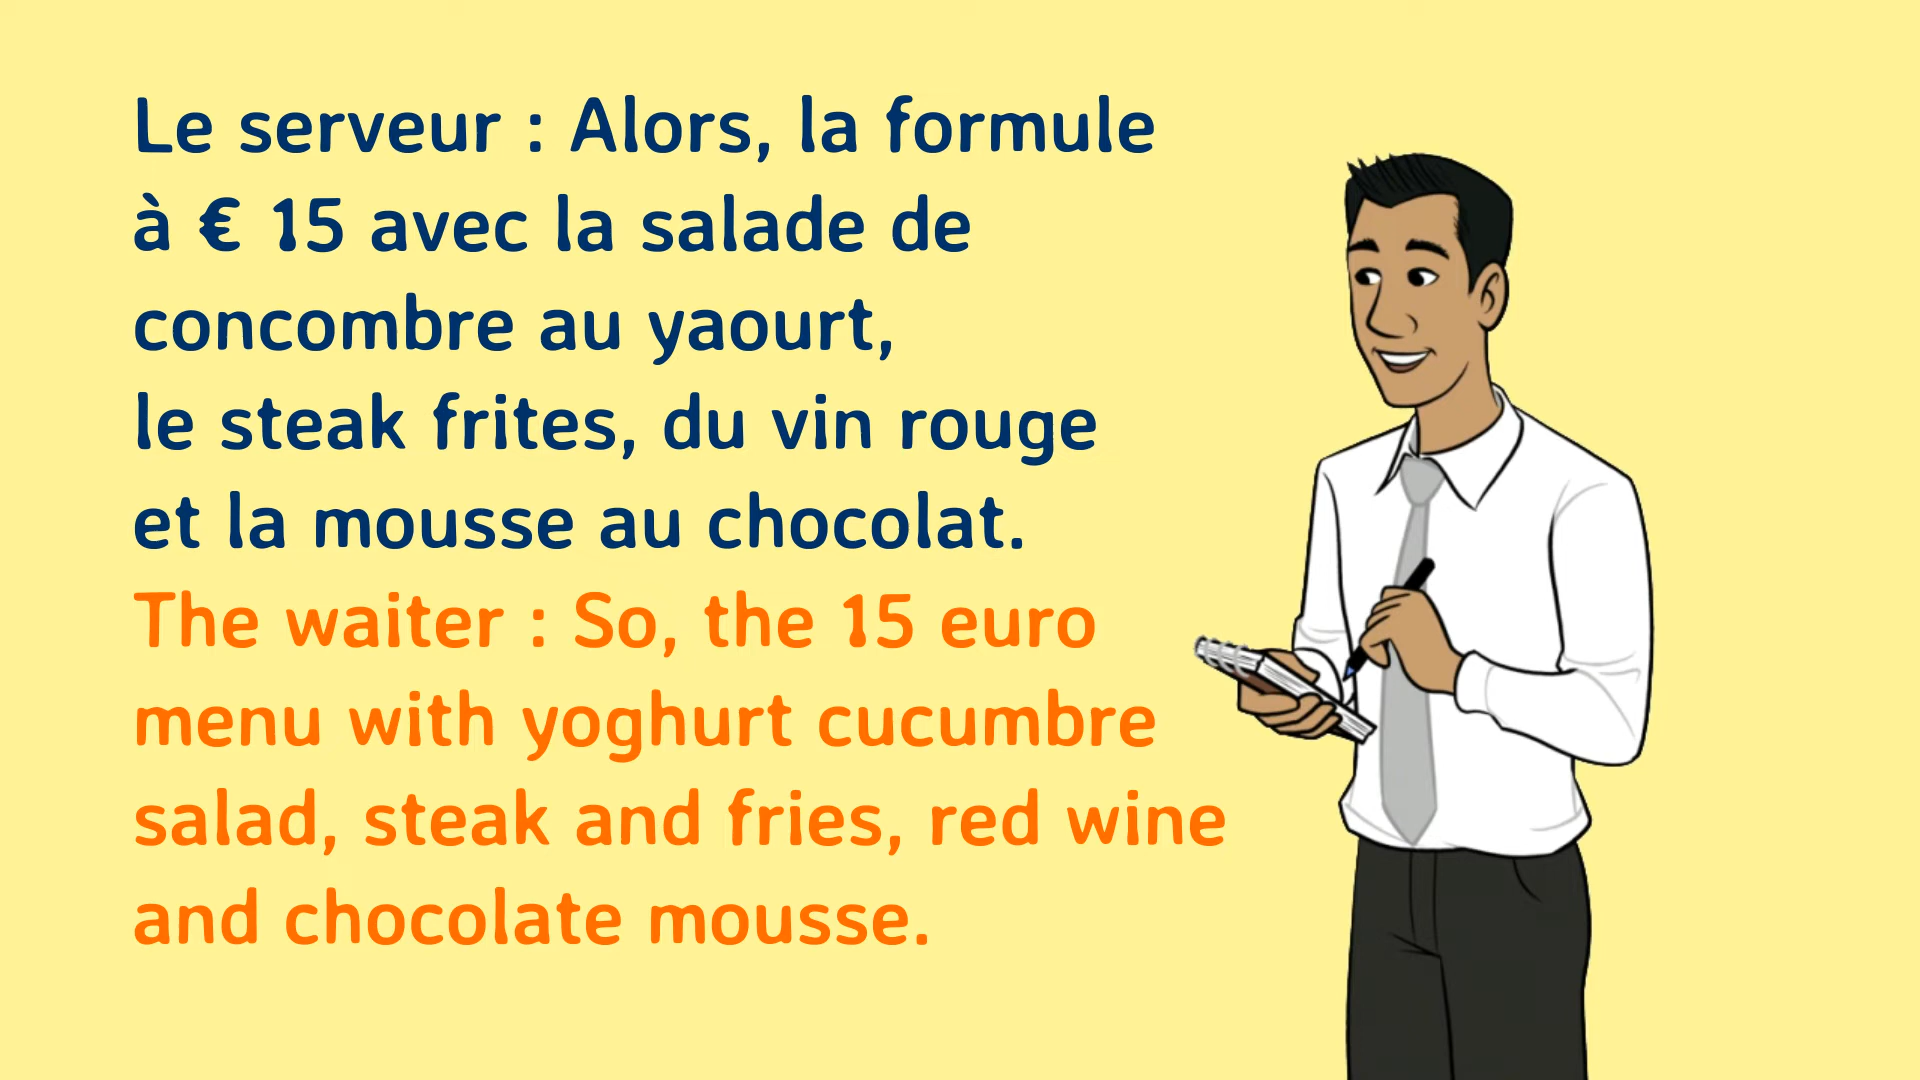 Le serveur : Alors, la formule
à € 15 avec la salade de
concombre au yaourt,
le steak frites, du vin rouge
et la mousse au chocolat.
The waiter : So, the 15 euro
menu with yoghurt cucumbre
salad, steak and fries, red wine
and chocolate mousse.